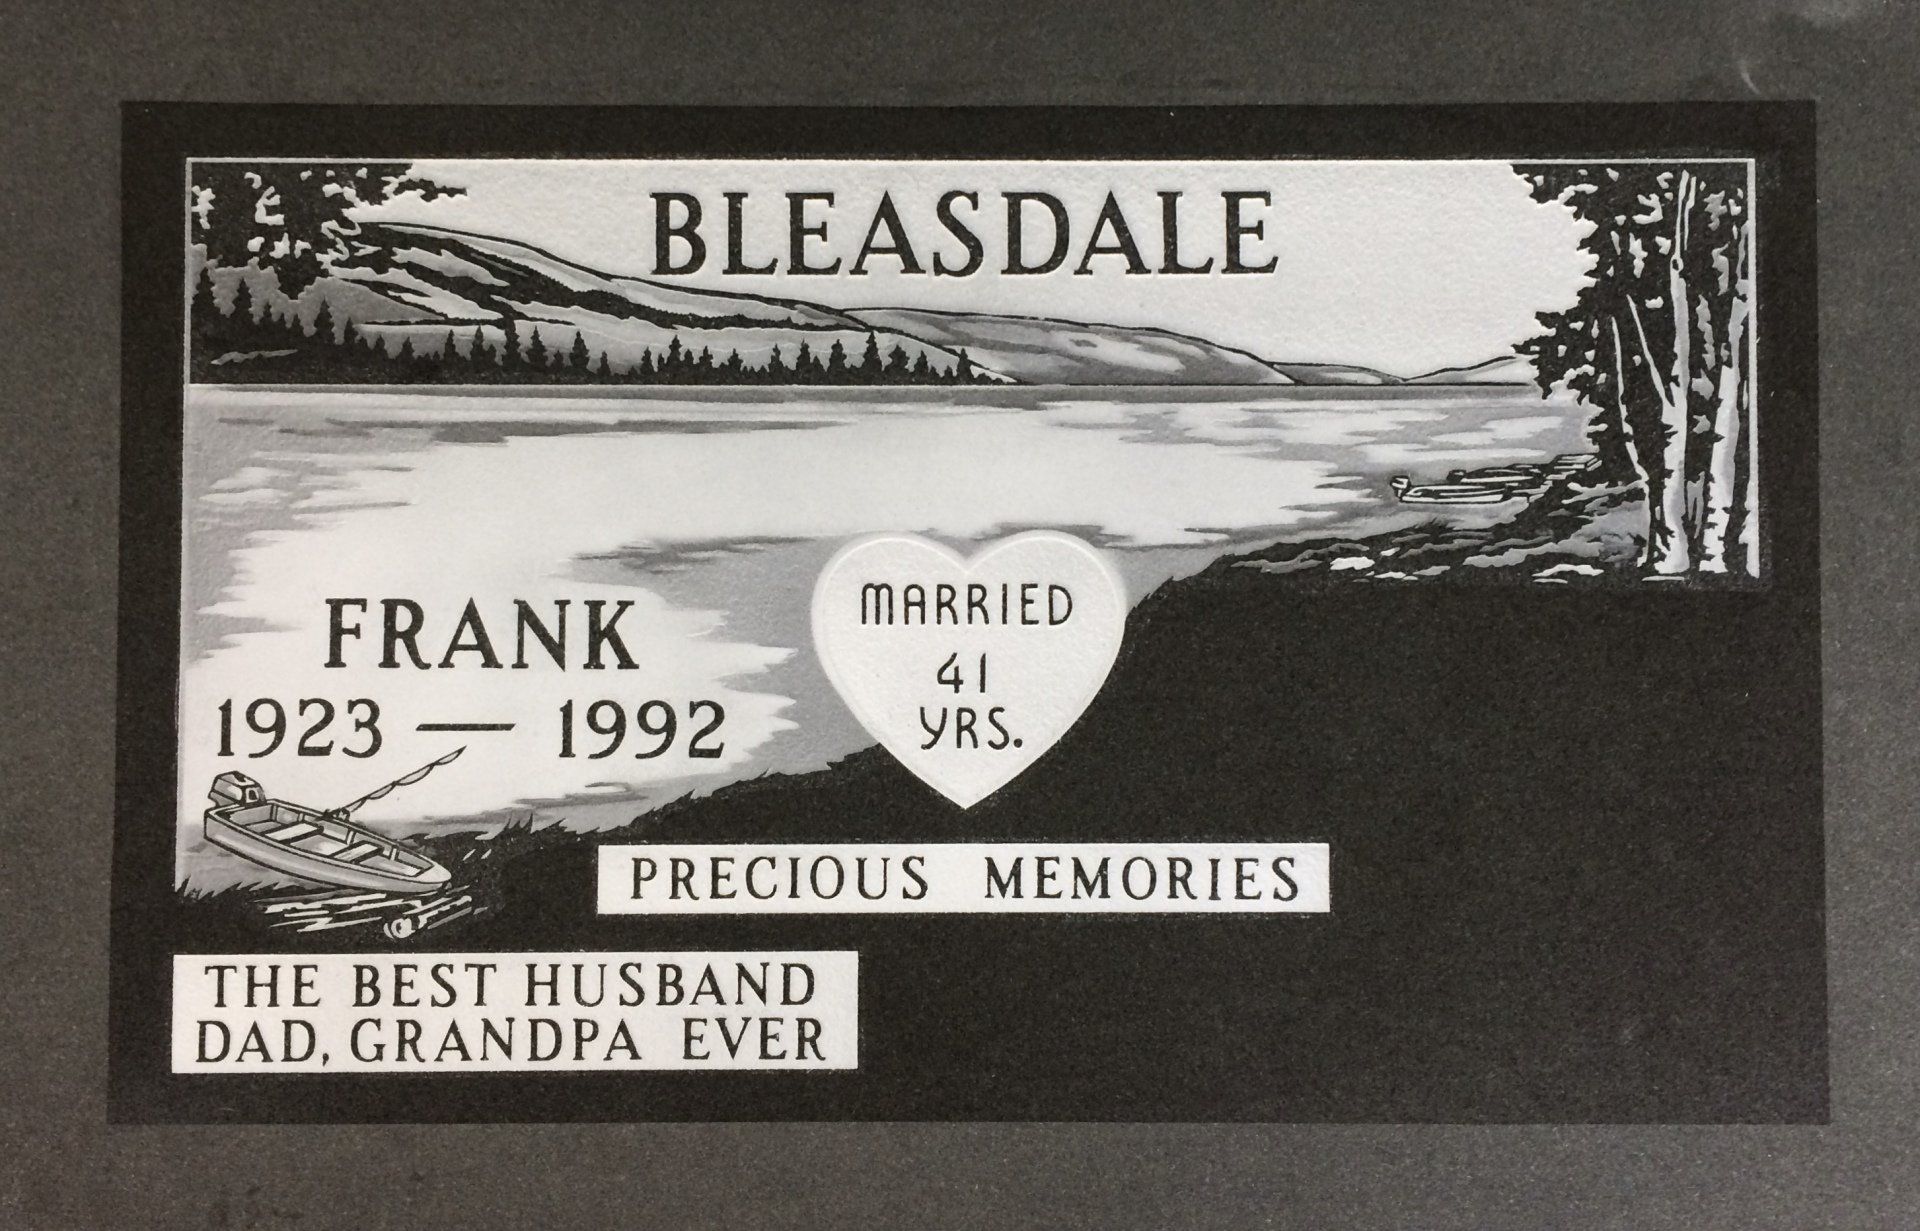 BLEASDALE
FRANK
1923 — 1992
MARRIED
41
YRS.
PRECIOUS MEMORIES
THE BEST HUSBAND
DAD, GRANDPA EVER